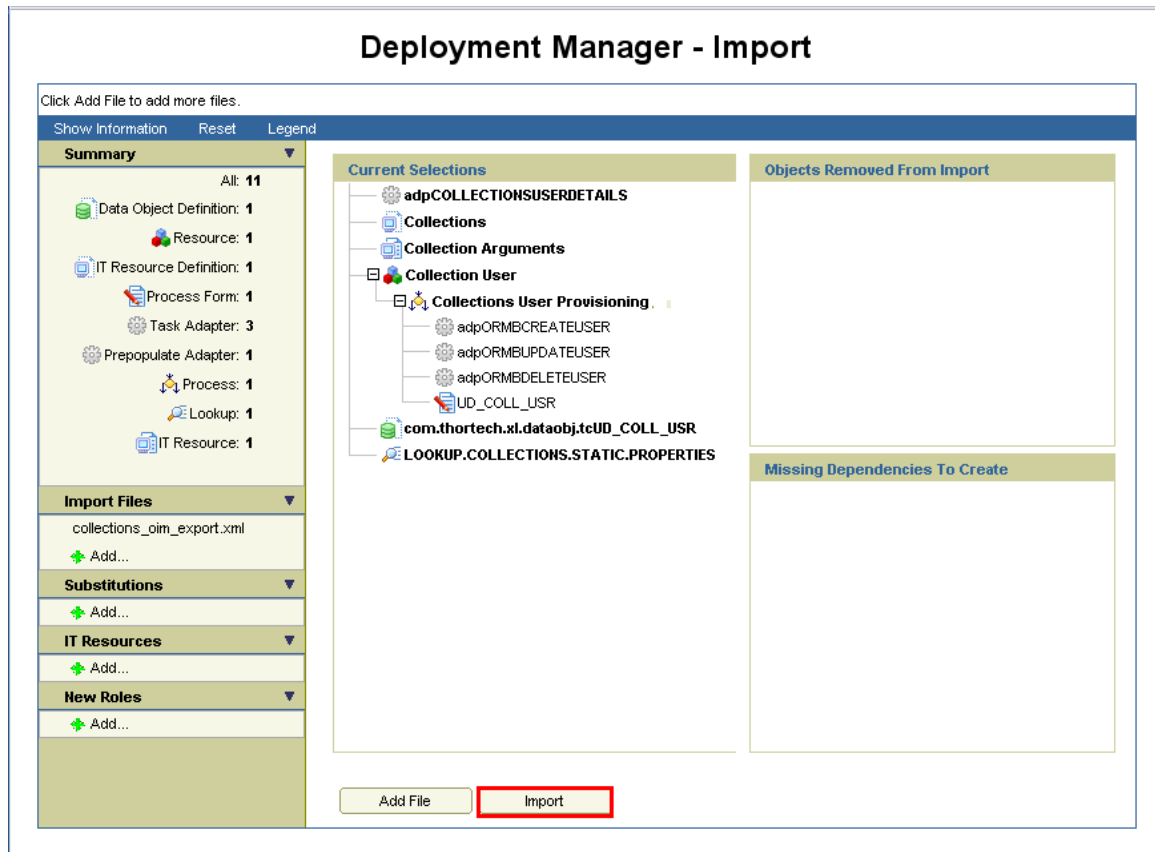 Deployment Manager - Import
Click Add File to add more files.
Show Information Reset Legend
Summary
All: 11
Data Object Definition: 1
Resource: 1
IT Resource Definition: 1
Process Form: 1
Task Adapter: 3
Prepopulate Adapter: 1
Process: 1
Lookup: 1
IT Resource: 1
Import Files
collections_oim_export.xml
Add...
Substitutions
Add...
IT Resources
Add...
New Roles
Add...
Current Selections
adpCOLLECTIONSUSERDETAILS
Collections
Collection Arguments
Collection User
Collections User Provisioning
adpORMBCREATEUSER
adpORMBUPDATEUSER
adpORMBDELETEUSER
UD_COLL_USR
com.thortech.xl.dataobj.tcUD_COLL_USR
LOOKUP.COLLECTIONS.STATIC.PROPERTIES
Objects Removed From Import
Missing Dependencies To Create
Add File
Import